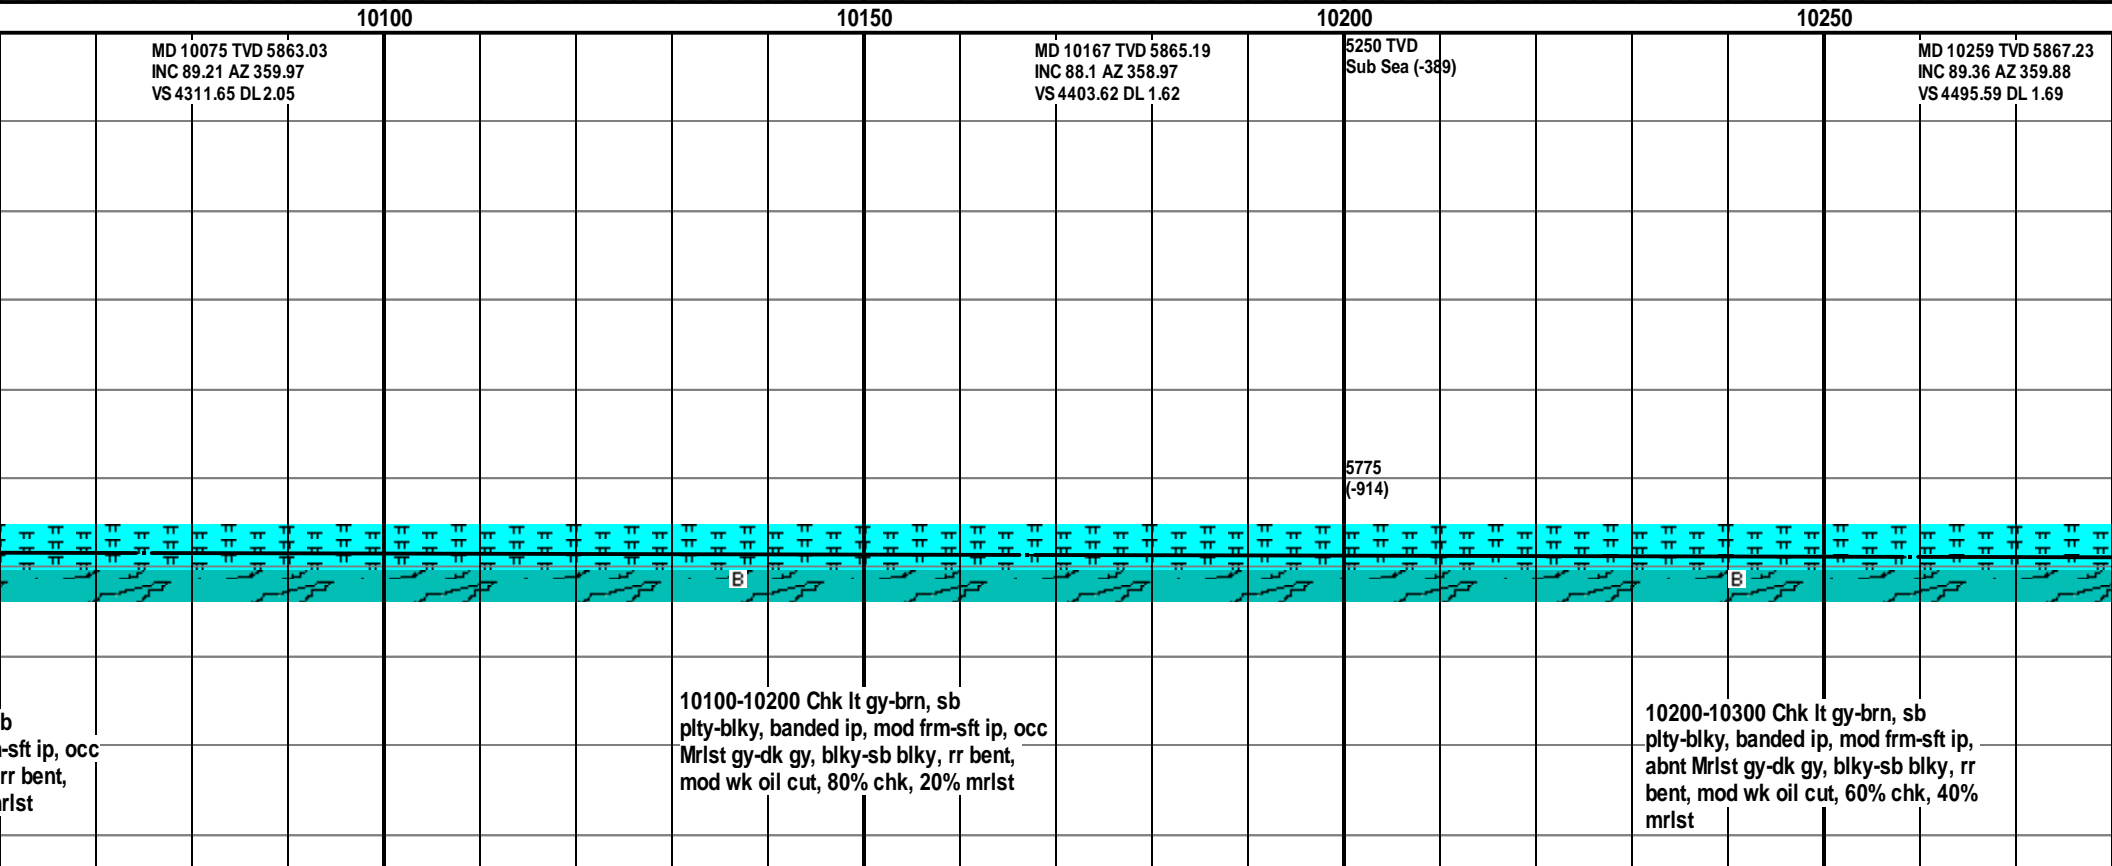 10100
10150
10200
10250
MD 10075 TVD 5863.03
INC 89.21 AZ 359.97
VS 4311.65 DL 2.05
MD 10167 TVD 5865.19
INC 88.1 AZ 358.97
VS 4403.62 DL 1.62
5250 TVD
Sub Sea (-389)
MD 10259 TVD 5867.23
INC 89.36 AZ 359.88
VS 4495.59 DL 1.69
5775
(-914)
B
B
b
-sft ip, occ
rr bent,
rlst
10100-10200 Chk lt gy-brn, sb
plty-blky, banded ip, mod frm-sft ip, occ
Mrlst gy-dk gy, blky-sb blky, rr bent,
mod wk oil cut, 80% chk, 20% mrlst
10200-10300 Chk lt gy-brn, sb
plty-blky, banded ip, mod frm-sft ip,
abnt Mrlst gy-dk gy, blky-sb blky, rr
bent, mod wk oil cut, 60% chk, 40%
mrlst